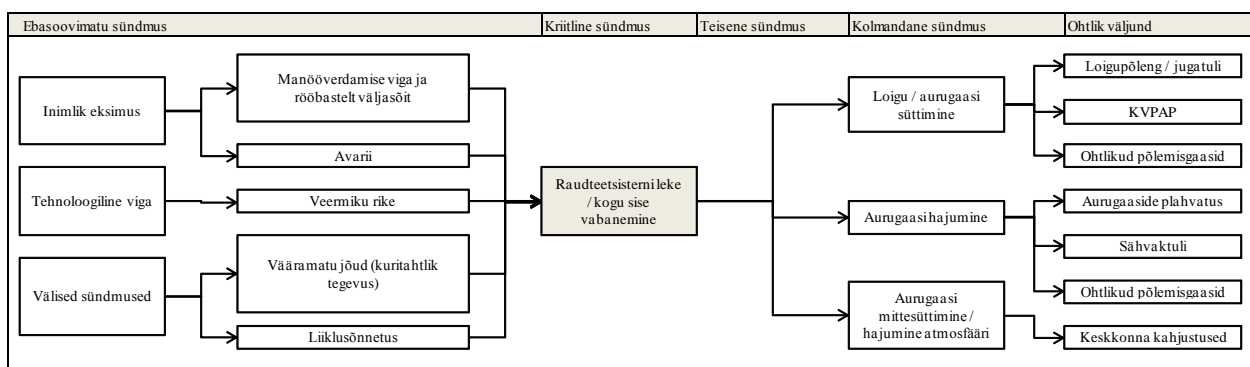 Ebasoovimatu sündmus
Kriitline sündmus
Teisene sündmus
Kolmandane sündmus
Ohtlik väljund
Inimlik eksimus
Manööverdamise viga ja
rööbastelt väljasõit
Avarii
Tehnoloogiline viga
Veermiku rike
Välised sündmused
Vääramatu jõud (kuritahtlik
tegevus)
Liiklusõnnetus
Raudteetsisterni leke
/ kogu sise
vabanemine
Loigu / aurugaasi
süttimine
Loigupõleng / jugatuli
KVPAP
Ohtlikud põlemisgaasid
Aurugaasi hajumine
Aurugaaside plahvatus
Sähvaktuli
Ohtlikud põlemisgaasid
Aurugaasi
mittesüttimine /
hajumine atmosfääri
Keskkonna kahjustused